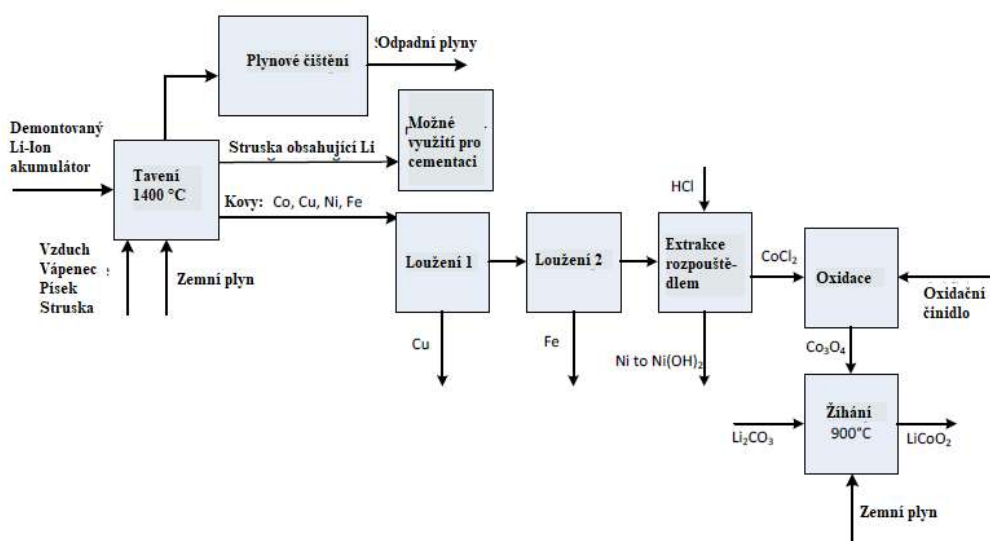 Plynové čištění
Odpadní plyny
Demontovaný
Li-Ion
akumulátor
Tavení
1400 °C
Struska obsahující Li
Možné
využití pro
cementaci
Kovy: Co, Cu, Ni, Fe
Vzduch
Vápenec
Písek
Struska
Zemní plyn
Loužení 1
Cu
Loužení 2
Fe
HCl
Extrakce
rozpouště-
dlem
Ni to Ni(OH)₂
CoCl₂
Oxidace
Oxidační
činidlo
Co₃O₄
Žíhání
900°C
Li₂CO₃
LiCoO₂
Zemní plyn